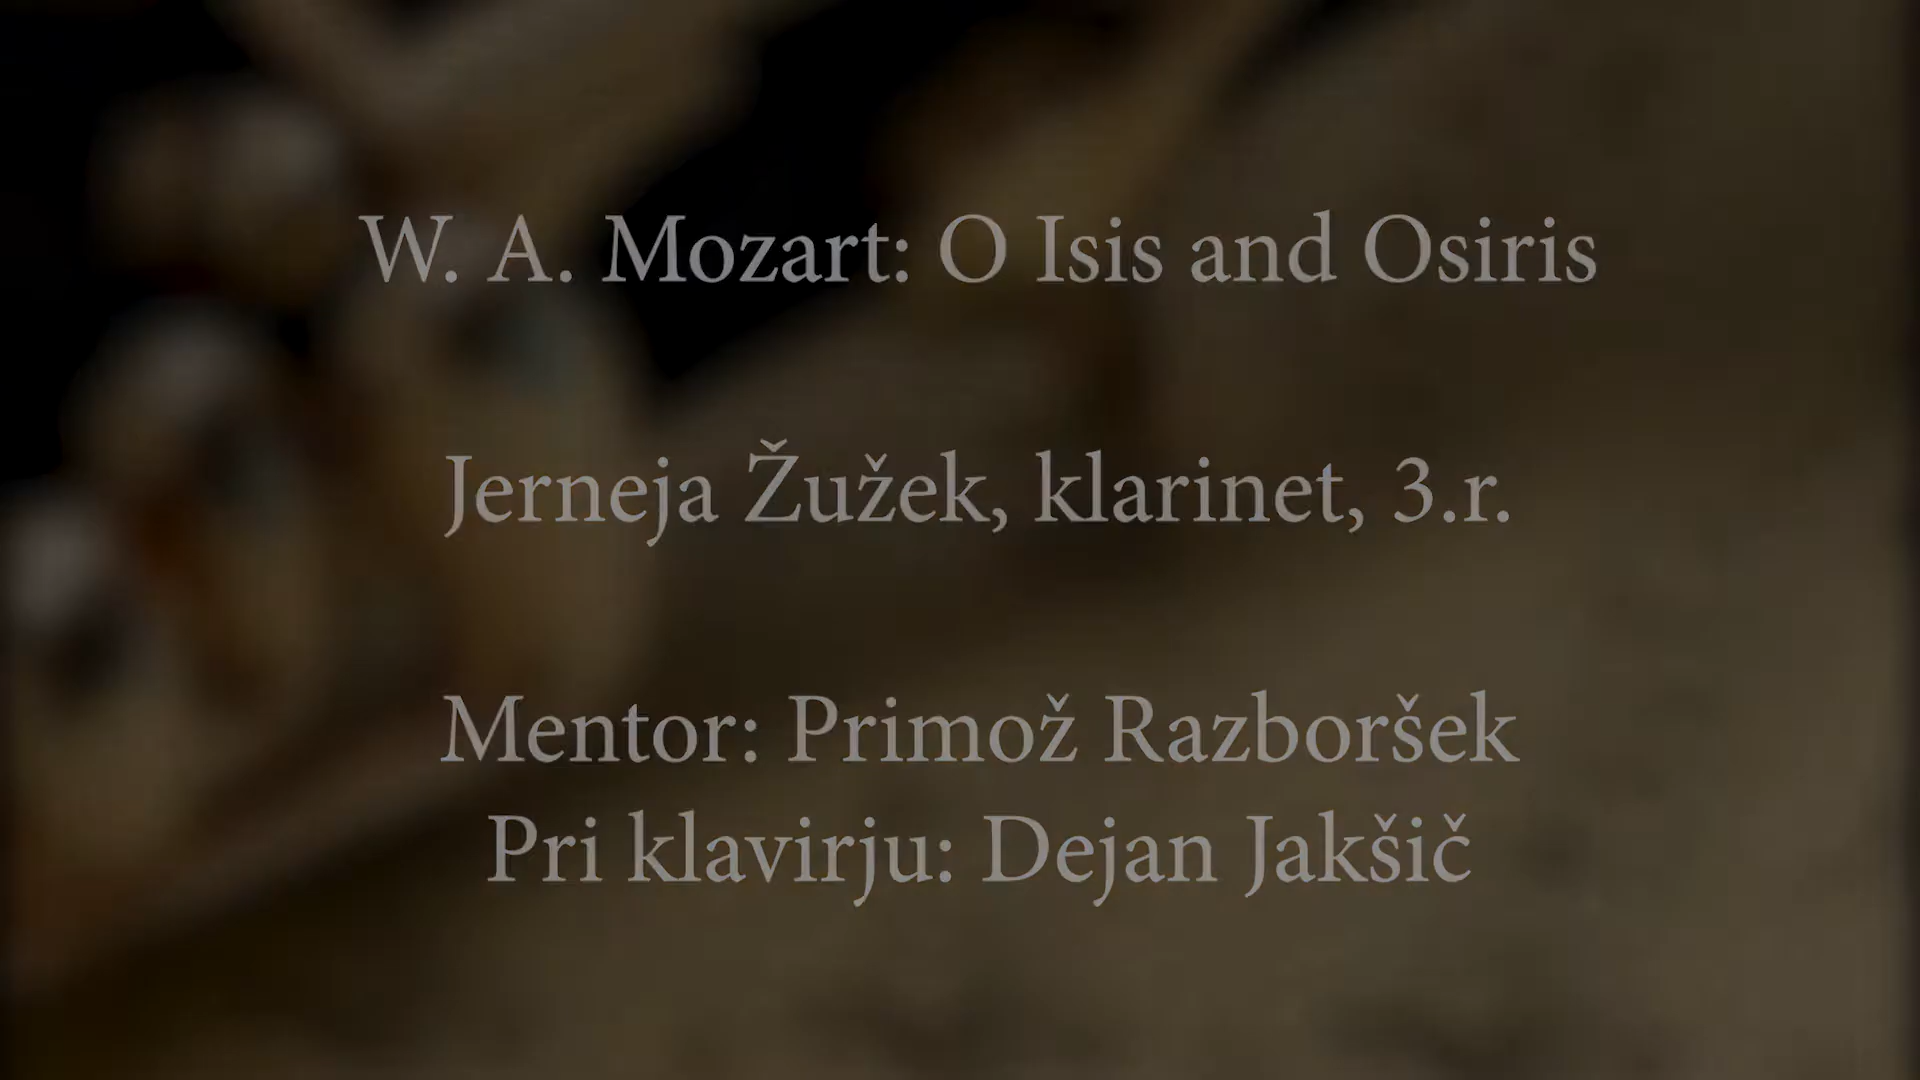 W. A. Mozart: O Isis and Osiris
Jerneja Žužek, klarinet, 3.r.
Mentor: Primož Razboršek
Pri klavirju: Dejan Jakšič